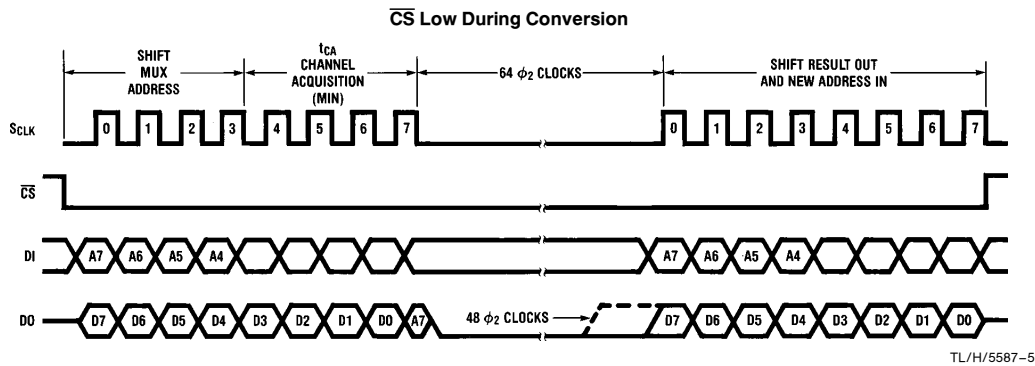 CS Low During Conversion
SHIFT
MUX
ADDRESS
tCA
CHANNEL
ACQUISITION
(MIN)
64 ϕ2 CLOCKS
SHIFT RESULT OUT
AND NEW ADDRESS IN
SCLK 0 1 2 3 4 5 6 7 0 1 2 3 4 5 6 7
CS
DI A7 A6 A5 A4 A7 A6 A5 A4
DO D7 D6 D5 D4 D3 D2 D1 D0 A7 48 ϕ2 CLOCKS D7 D6 D5 D4 D3 D2 D1 D0
TL/H/5587–5